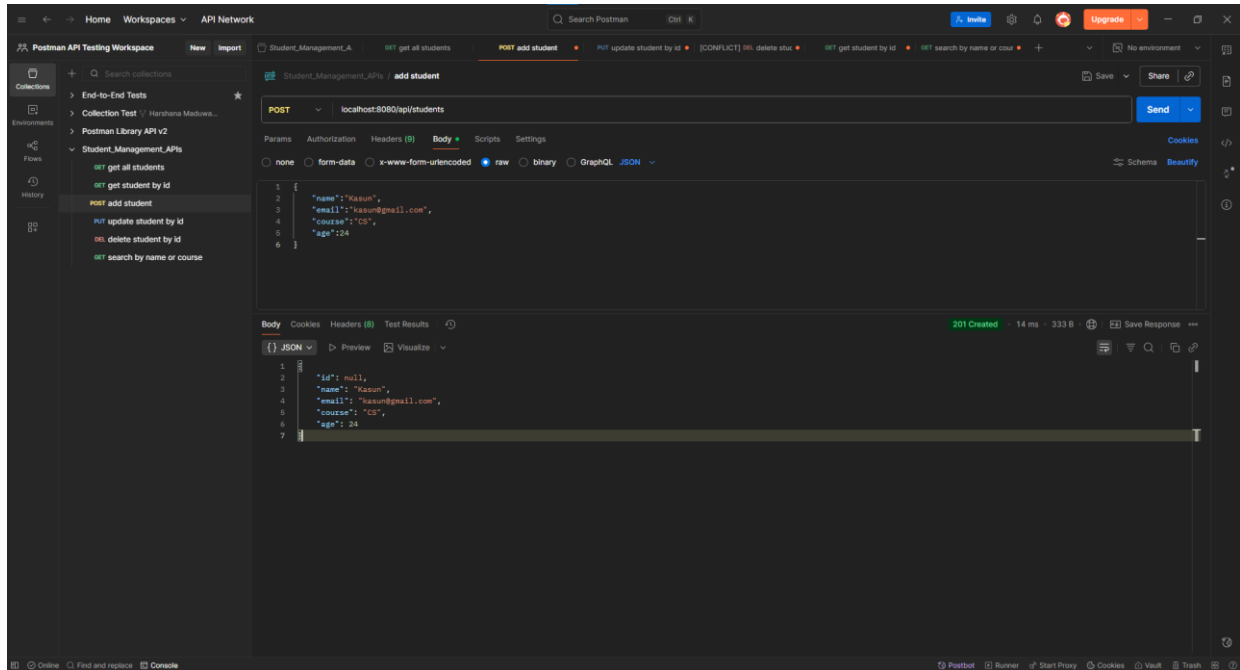 Home Workspaces API Network Search Postman Ctrl K Invite Upgrade
Postman API Testing Workspace New Import Student_Management_A GET get all students POST add student PUT update student by id [CONFLICT] DEL delete stuc GET get student by id GET search by name or cour No environment
Collections
Environments
Flows
History
Search collections
End-to-End Tests
Collection Test Harshana Maduwa...
Postman Library API v2
Student_Management_APIs
GET get all students
GET get student by id
POST add student
PUT update student by id
DEL delete student by id
GET search by name or course
Student_Management_APIs / add student Save Share
POST localhost:8080/api/students Send
Params Authorization Headers (9) Body Scripts Settings Cookies
none form-data x-www-form-urlencoded raw binary GraphQL JSON Schema Beautify
1 {
2 "name":"Kasun",
3 "email":"kasun@gmail.com",
4 "course":"CS",
5 "age":24
6 }
Body Cookies Headers (8) Test Results 201 Created 14 ms 333 B Save Response
{} JSON Preview Visualize
1 {
2 "id": null,
3 "name": "Kasun",
4 "email": "kasun@gmail.com",
5 "course": "CS",
6 "age": 24
7 }
Online Find and replace Console Postbot Runner Start Proxy Cookies Vault Trash